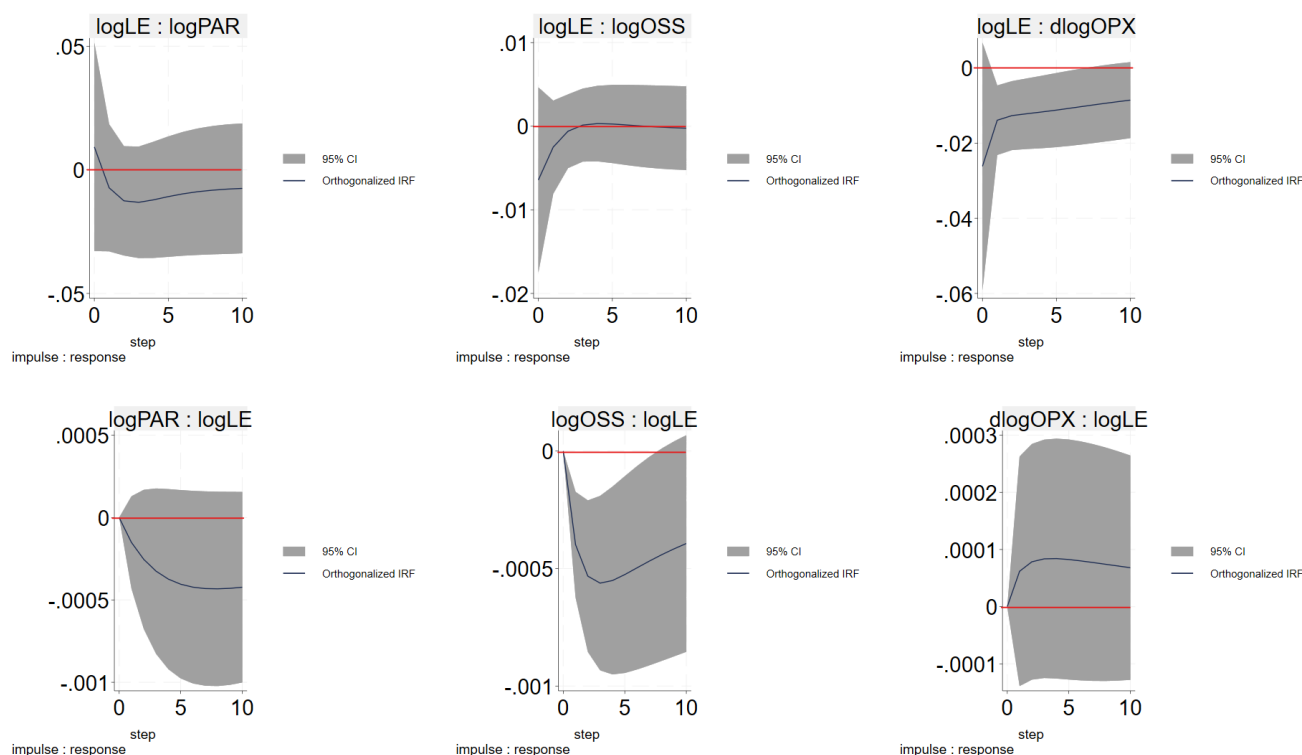 logLE : logPAR
.05
0
-.05
0 5 10
step
impulse : response
95% CI
Orthogonalized IRF
logLE : logOSS
.01
0
-.01
-.02
0 5 10
step
impulse : response
95% CI
Orthogonalized IRF
logLE : dlogOPX
0
-.02
-.04
-.06
0 5 10
step
impulse : response
95% CI
Orthogonalized IRF
logPAR : logLE
.0005
0
-.0005
-.001
0 5 10
step
impulse : response
95% CI
Orthogonalized IRF
logOSS : logLE
0
-.0005
-.001
0 5 10
step
impulse : response
95% CI
Orthogonalized IRF
dlogOPX : logLE
.0003
.0002
.0001
0
-.0001
0 5 10
step
impulse : response
95% CI
Orthogonalized IRF